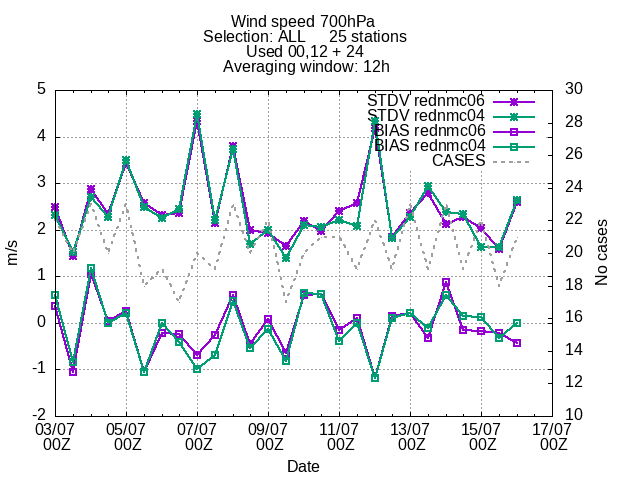 Wind speed 700hPa
Selection: ALL 25 stations
Used 00,12 + 24
Averaging window: 12h
STDV rednmc06
STDV rednmc04
BIAS rednmc06
BIAS rednmc04
CASES
5
4
3
2
1
0
-1
-2
m/s
30
28
26
24
22
20
18
16
14
12
10
No cases
03/07 05/07 07/07 09/07 11/07 13/07 15/07 17/07
00Z 00Z 00Z 00Z 00Z 00Z 00Z 00Z
Date